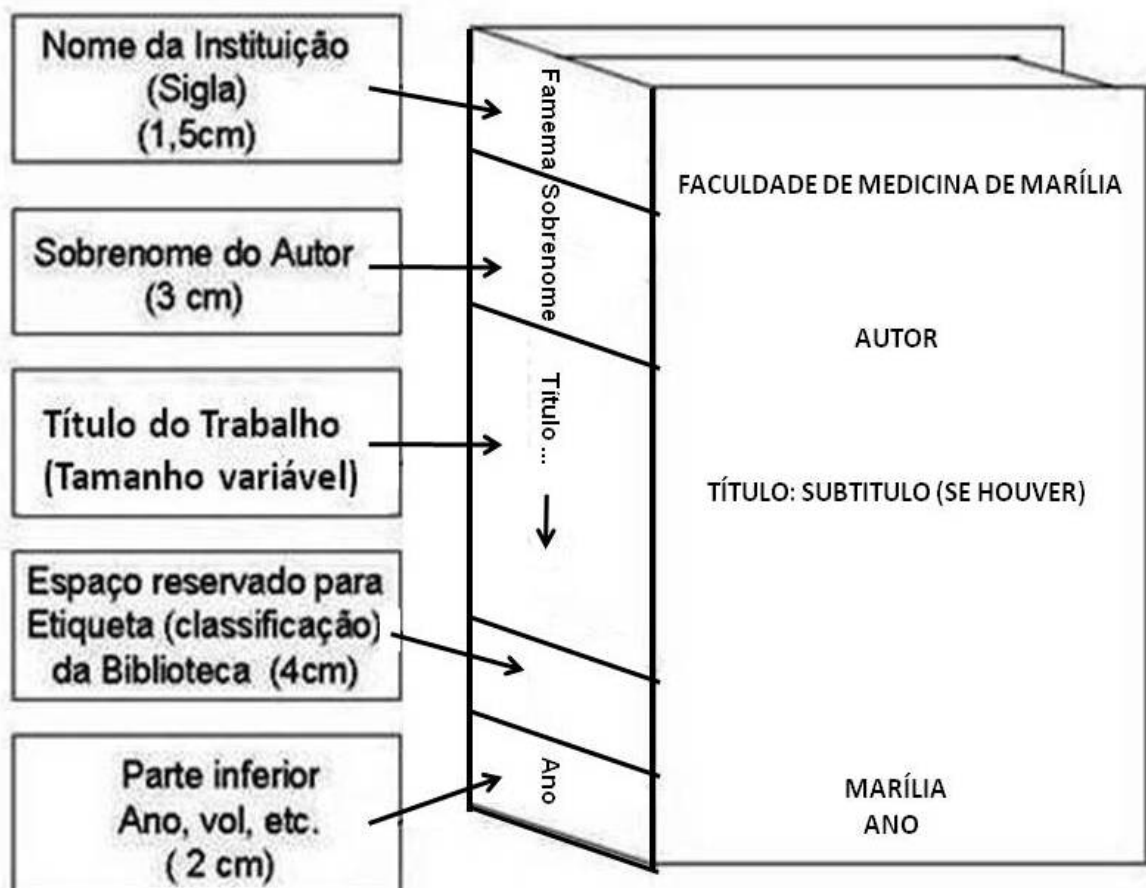 Nome da Instituição
(Sigla)
(1,5cm)
Sobrenome do Autor
(3 cm)
Título do Trabalho
(Tamanho variável)
Espaço reservado para
Etiqueta (classificação)
da Biblioteca (4cm)
Parte inferior
Ano, vol, etc.
( 2 cm)
Famema Sobrenome
Título ...
Ano
FACULDADE DE MEDICINA DE MARÍLIA
AUTOR
TÍTULO: SUBTITULO (SE HOUVER)
MARÍLIA
ANO